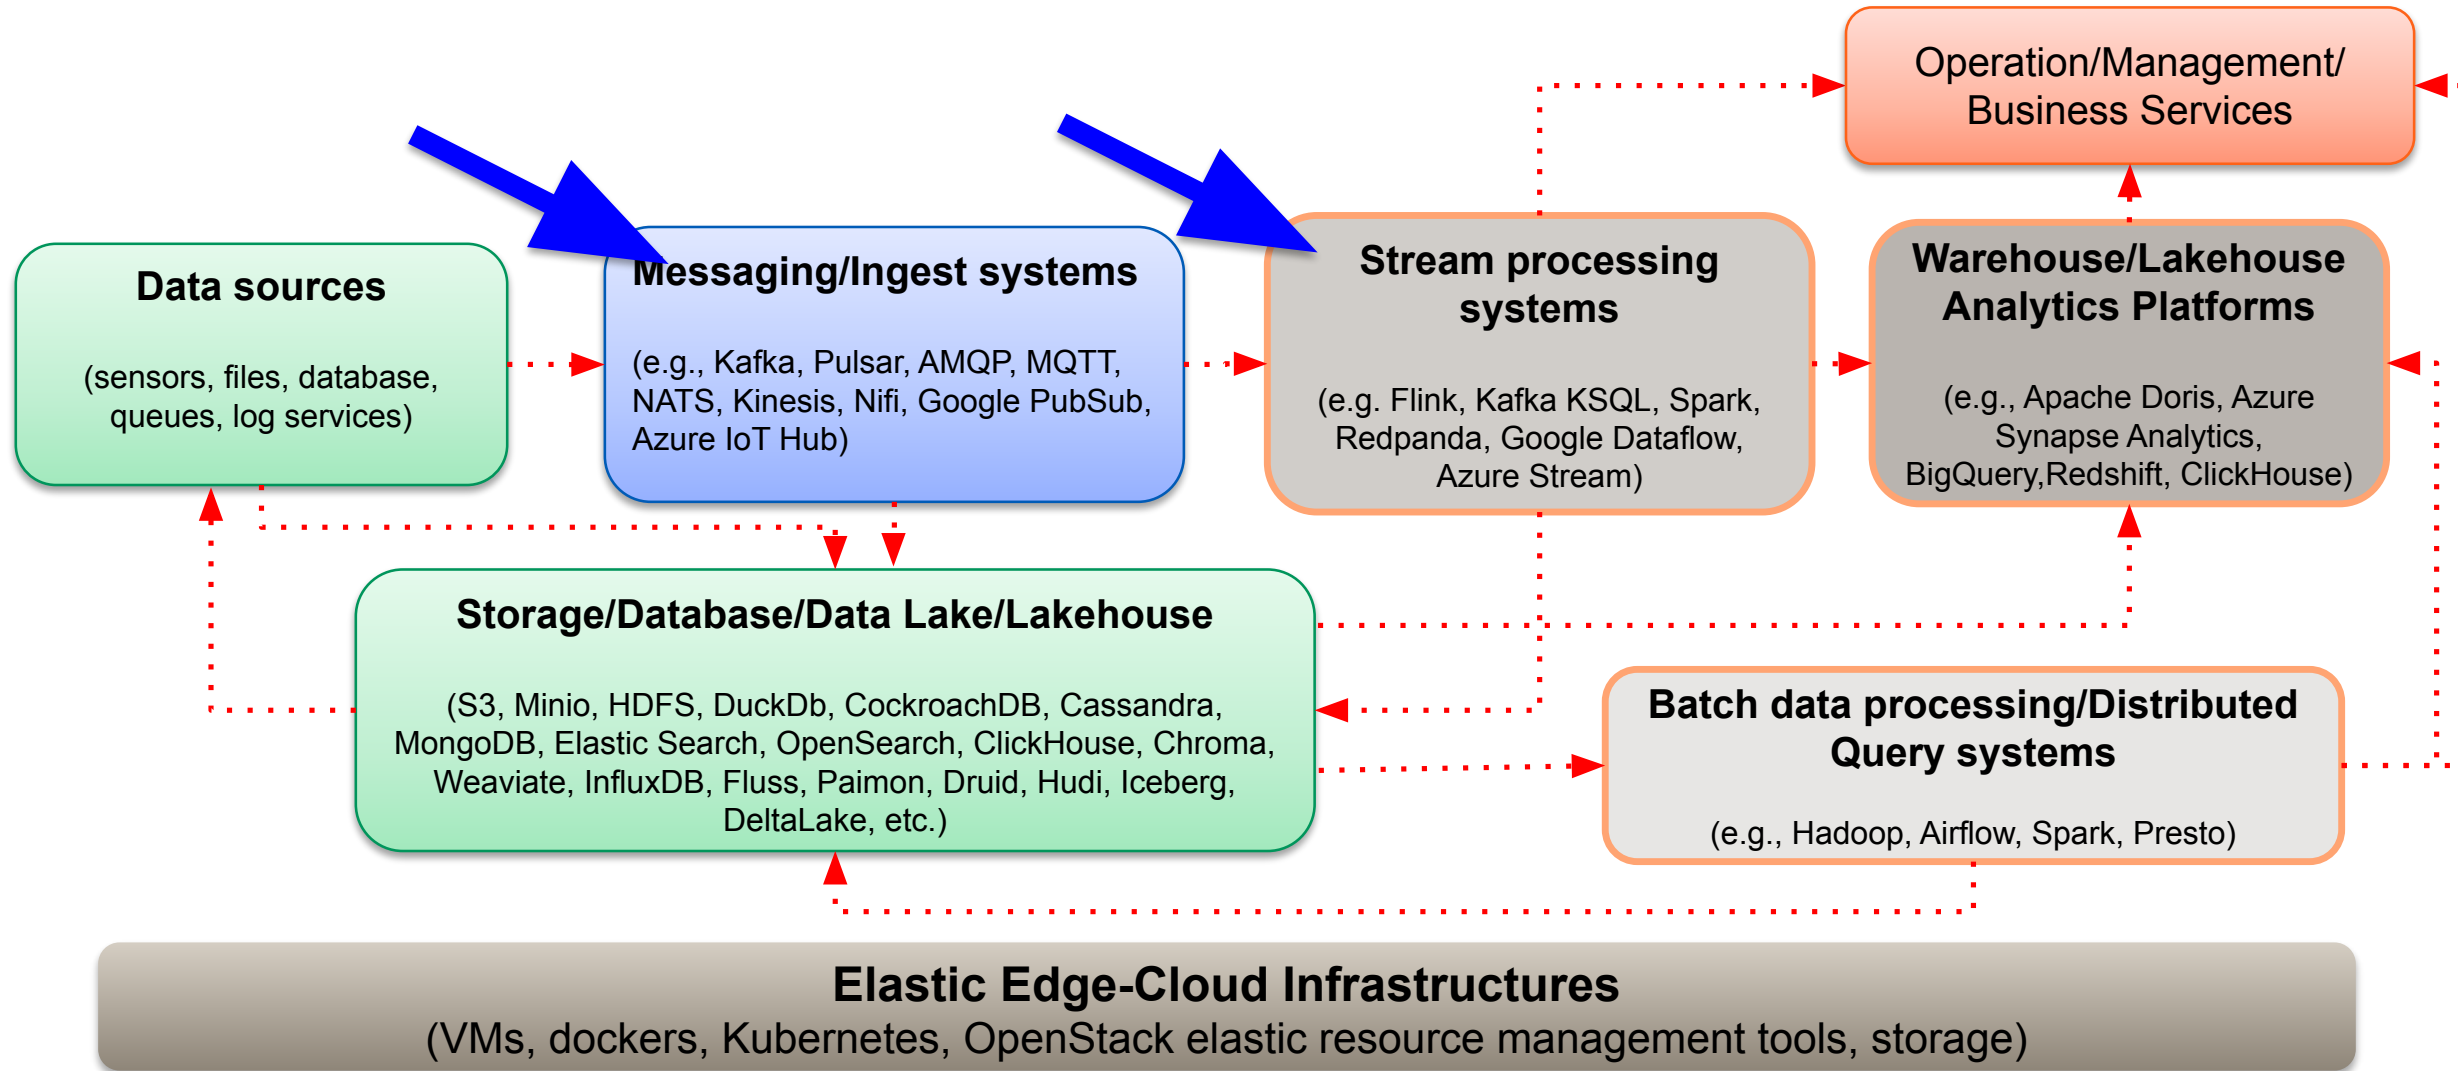 Operation/Management/
Business Services
Data sources
(sensors, files, database,
queues, log services)
Messaging/Ingest systems
(e.g., Kafka, Pulsar, AMQP, MQTT,
NATS, Kinesis, Nifi, Google PubSub,
Azure IoT Hub)
Stream processing
systems
(e.g. Flink, Kafka KSQL, Spark,
Redpanda, Google Dataflow,
Azure Stream)
Warehouse/Lakehouse
Analytics Platforms
(e.g., Apache Doris, Azure
Synapse Analytics,
BigQuery,Redshift, ClickHouse)
Storage/Database/Data Lake/Lakehouse
(S3, Minio, HDFS, DuckDb, CockroachDB, Cassandra,
MongoDB, Elastic Search, OpenSearch, ClickHouse, Chroma,
Weaviate, InfluxDB, Fluss, Paimon, Druid, Hudi, Iceberg,
DeltaLake, etc.)
Batch data processing/Distributed
Query systems
(e.g., Hadoop, Airflow, Spark, Presto)
Elastic Edge-Cloud Infrastructures
(VMs, dockers, Kubernetes, OpenStack elastic resource management tools, storage)